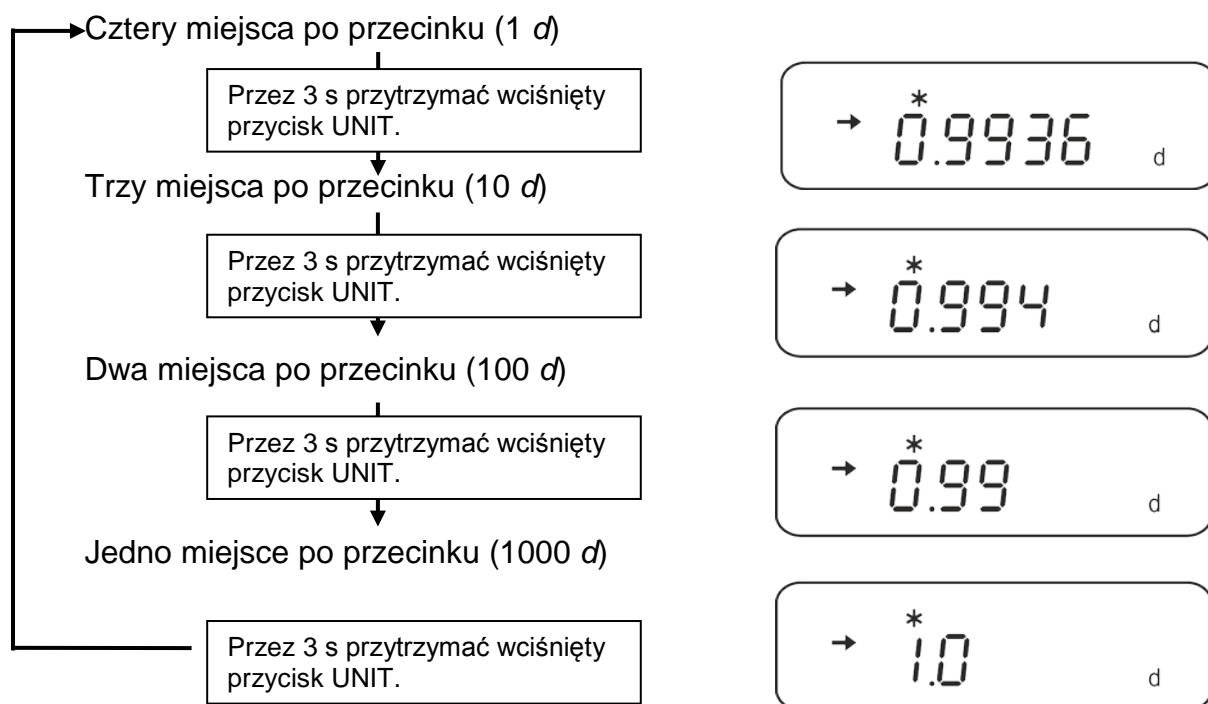 Cztery miejsca po przecinku (1 d)
Przez 3 s przytrzymać wciśnięty
przycisk UNIT.
* 
→ 0.9936 d
Trzy miejsca po przecinku (10 d)
Przez 3 s przytrzymać wciśnięty
przycisk UNIT.
*
→ 0.994 d
Dwa miejsca po przecinku (100 d)
Przez 3 s przytrzymać wciśnięty
przycisk UNIT.
*
→ 0.99 d
Jedno miejsce po przecinku (1000 d)
Przez 3 s przytrzymać wciśnięty
przycisk UNIT.
*
→ 1.0 d